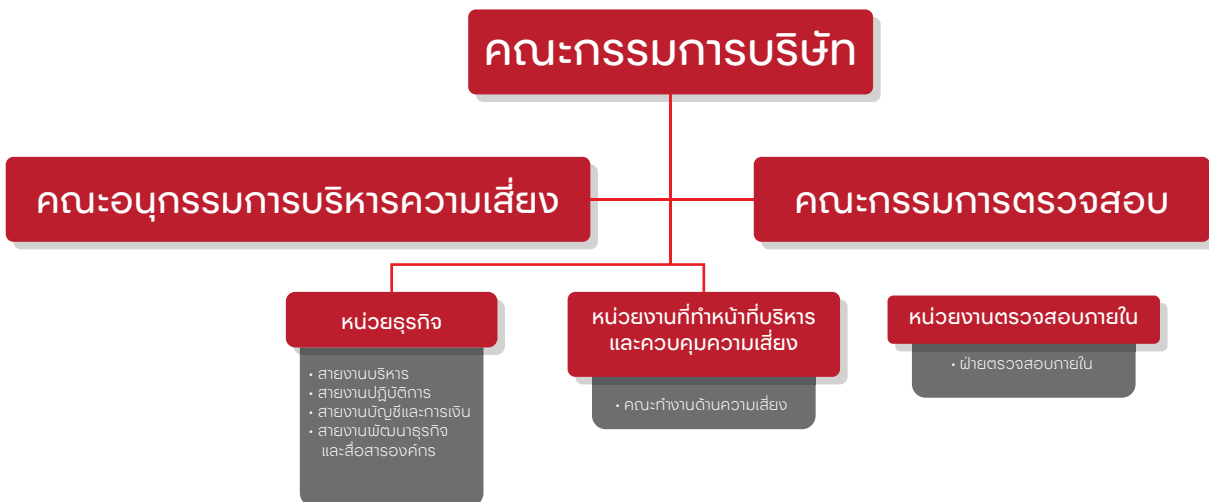 คณะกรรมการบริษัท
คณะอนุกรรมการบริหารความเสี่ยง
คณะกรรมการตรวจสอบ
หน่วยธุรกิจ
• สายงานบริหาร
• สายงานปฏิบัติการ
• สายงานบัญชีและการเงิน
• สายงานพัฒนาธุรกิจ
และสื่อสารองค์กร
หน่วยงานที่ทำหน้าที่บริหาร
และควบคุมความเสี่ยง
• คณะทำงานด้านความเสี่ยง
หน่วยงานตรวจสอบภายใน
• ฝ่ายตรวจสอบภายใน